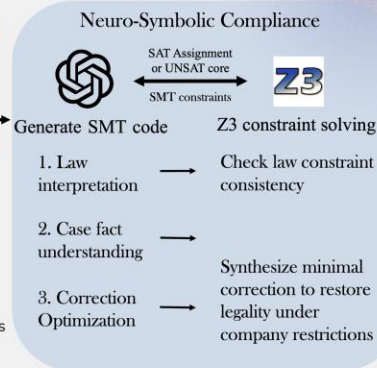 Neuro-Symbolic Compliance
SAT Assignment
or UNSAT core
SMT constraints
Z3
Generate SMT code
Z3 constraint solving
1. Law
interpretation
Check law constraint
consistency
2. Case fact
understanding
3. Correction
Optimization
Synthesize minimal
correction to restore
legality under
company restrictions
s